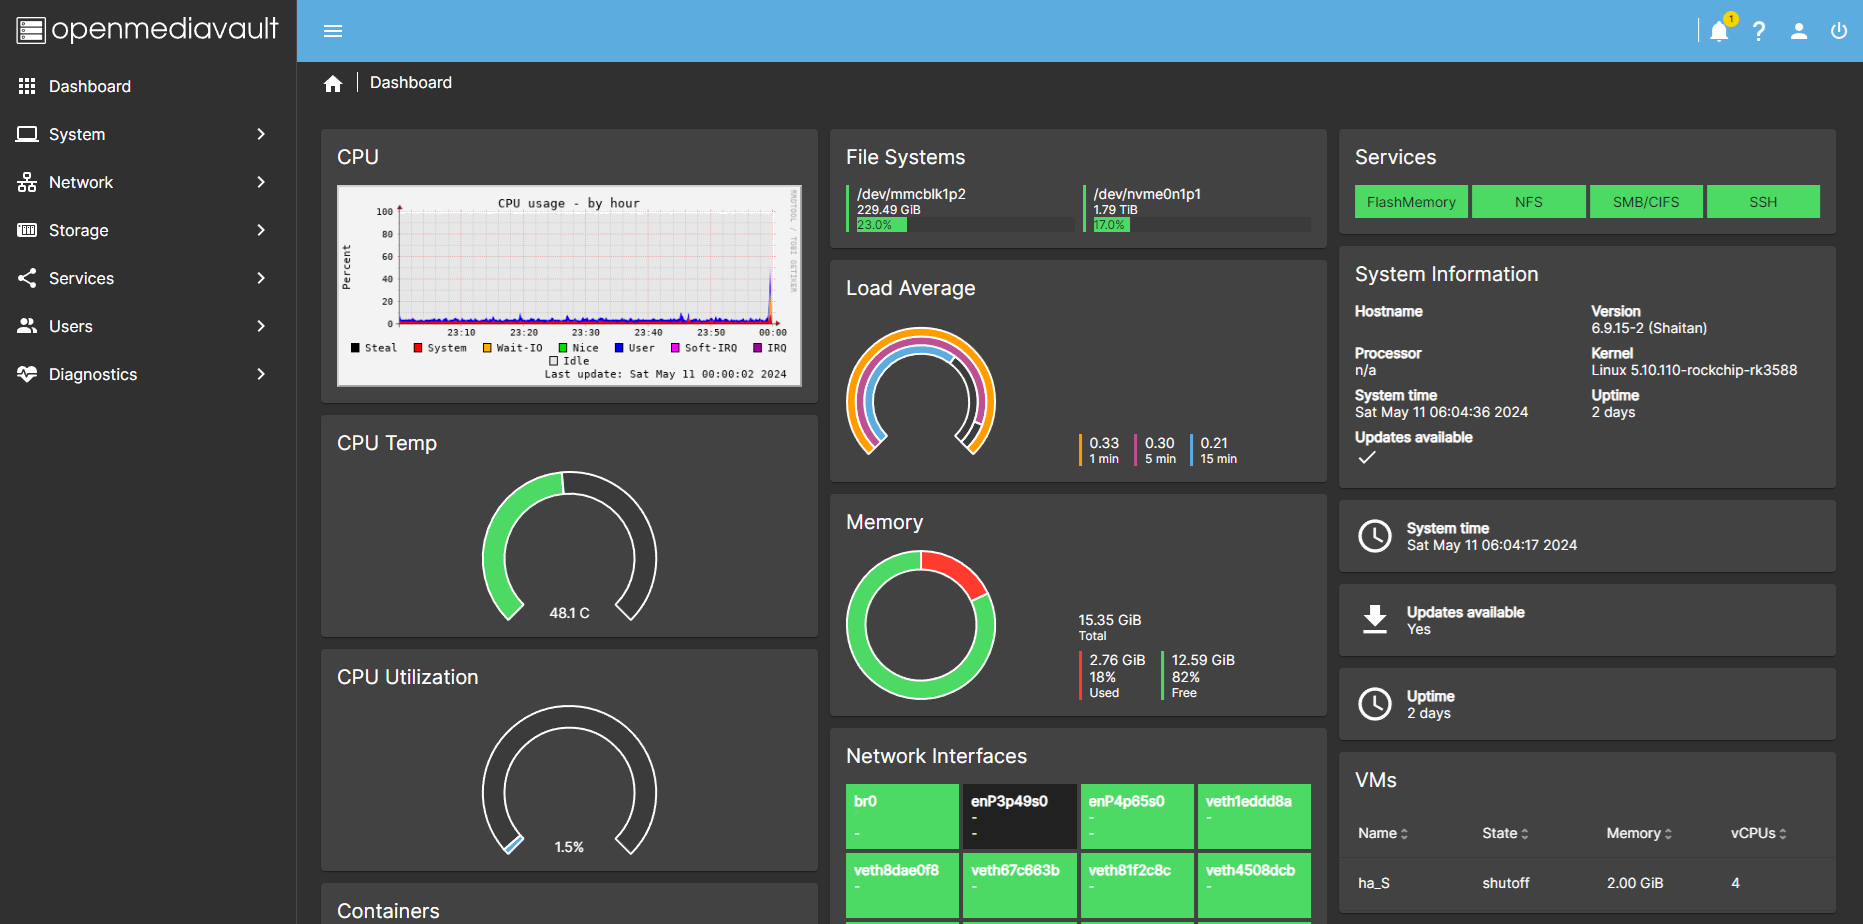 openmediavault
1
Dashboard
System
Network
Storage
Services
Users
Diagnostics
Dashboard
CPU
CPU usage - by hour
RRDTOOL / TOBI OETIKER
Percent
100
80
60
40
20
0
23:10 23:20 23:30 23:40 23:50 00:00
Steal System Wait-IO Nice User Soft-IRQ IRQ
Idle
Last update: Sat May 11 00:00:02 2024
CPU Temp
48.1 C
CPU Utilization
1.5%
Containers
File Systems
/dev/mmcblk1p2
229.49 GiB
23.0%
/dev/nvme0n1p1
1.79 TiB
17.0%
Load Average
0.33
1 min
0.30
5 min
0.21
15 min
Memory
15.35 GiB
Total
2.76 GiB
18%
Used
12.59 GiB
82%
Free
Network Interfaces
br0
-
enP3p49s0
-
-
enP4p65s0
-
-
veth1eddd8a
-
veth8dae0f8
-
veth67c663b
-
veth81f2c8c
-
veth4508dcb
-
Services
FlashMemory
NFS
SMB/CIFS
SSH
System Information
Hostname
Version
6.9.15-2 (Shaitan)
Processor
n/a
Kernel
Linux 5.10.110-rockchip-rk3588
System time
Sat May 11 06:04:36 2024
Uptime
2 days
Updates available
System time
Sat May 11 06:04:17 2024
Updates available
Yes
Uptime
2 days
VMs
Name State Memory vCPUs
ha_S shutoff 2.00 GiB 4